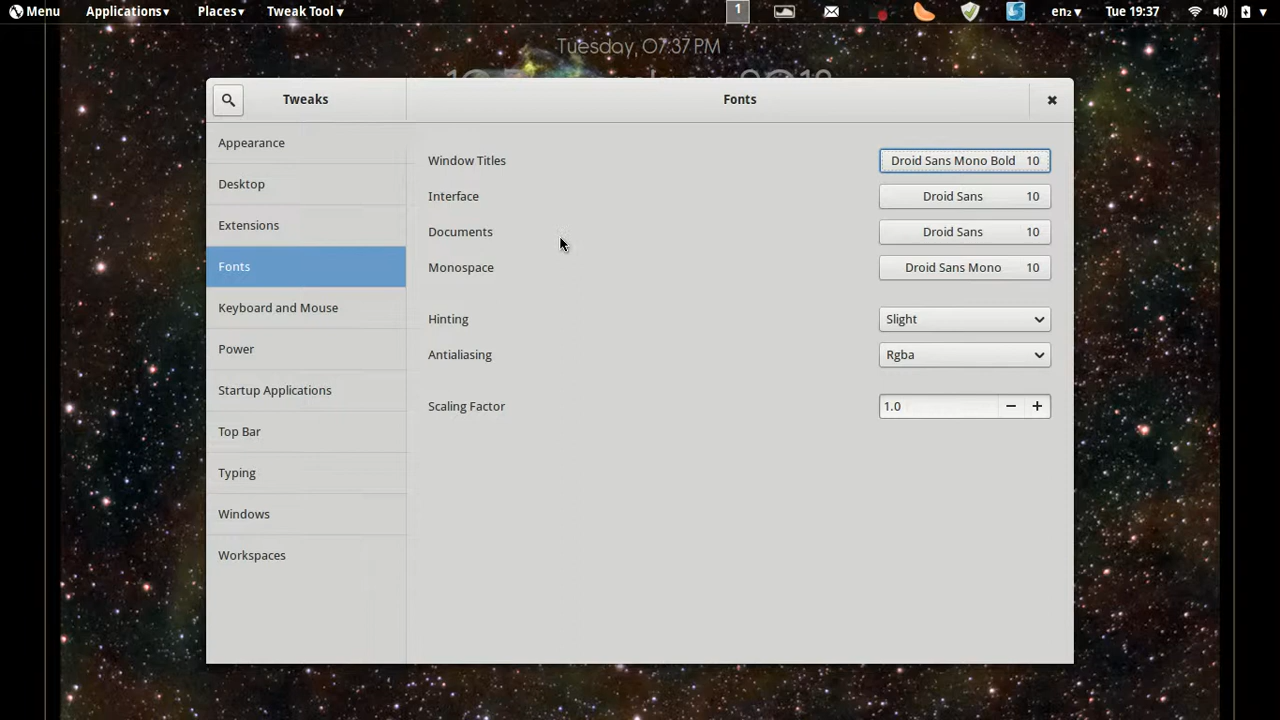 Menu Applications▾ Places▾ Tweak Tool ▾ 1 en₂ ▾ Tue 19:37
Tuesday, 07:37 PM
Tweaks
Fonts
Appearance
Desktop
Extensions
Fonts
Keyboard and Mouse
Power
Startup Applications
Top Bar
Typing
Windows
Workspaces
Window Titles Droid Sans Mono Bold 10
Interface Droid Sans 10
Documents Droid Sans 10
Monospace Droid Sans Mono 10
Hinting Slight
Antialiasing Rgba
Scaling Factor 1.0 − +